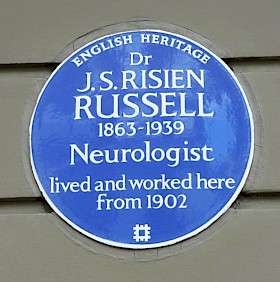 ENGLISH HERITAGE
Dr
J.S.RISIEN
RUSSELL
1863-1939
Neurologist
lived and worked here
from 1902